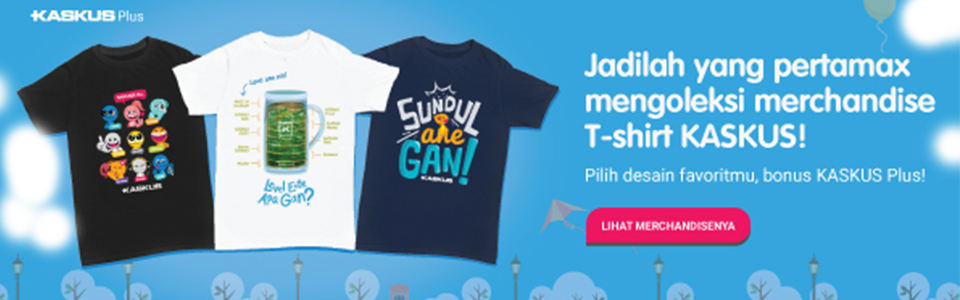 KASKUS Plus
Jadilah yang pertamax
mengoleksi merchandise
T-shirt KASKUS!
Pilih desain favoritmu, bonus KASKUS Plus!
LIHAT MERCHANDISENYA
KASKUS
Level Ente
Apa Gan?
SUNDUL
ane
GAN!
KASKUS